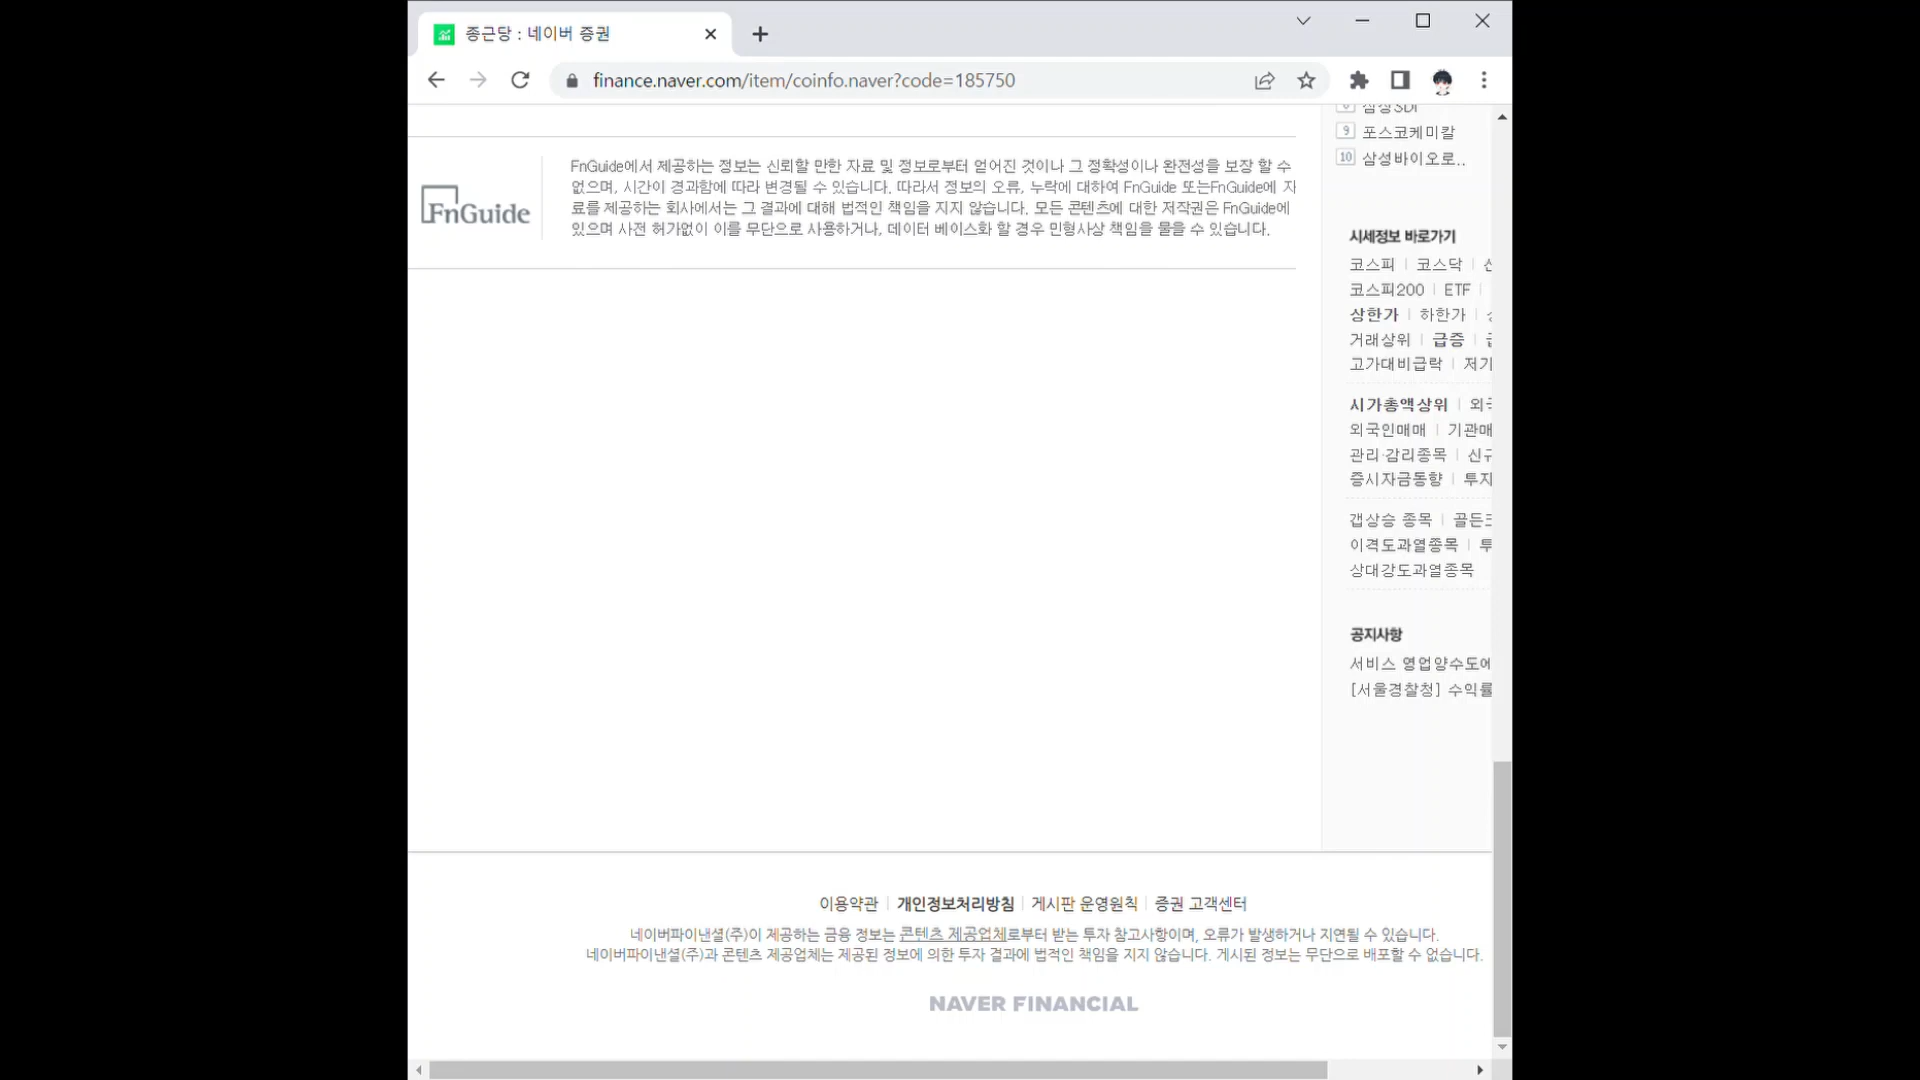 종근당 : 네이버 증권
finance.naver.com/item/coinfo.naver?code=185750
FnGuide
FnGuide에서 제공하는 정보는 신뢰할 만한 자료 및 정보로부터 얻어진 것이나 그 정확성이나 완전성을 보장 할 수
없으며, 시간이 경과함에 따라 변경될 수 있습니다. 따라서 정보의 오류, 누락에 대하여 FnGuide 또는FnGuide에 자
료를 제공하는 회사에서는 그 결과에 대해 법적인 책임을 지지 않습니다. 모든 콘텐츠에 대한 저작권은 FnGuide에
있으며 사전 허가없이 이를 무단으로 사용하거나, 데이터 베이스화 할 경우 민형사상 책임을 물을 수 있습니다.
삼성SDI
9 포스코케미칼
10 삼성바이오로..
시세정보 바로가기
코스피 | 코스닥
코스피200 | ETF
상한가 | 하한가
거래상위 | 급증
고가대비급락 | 저가
시가총액상위
외국인매매 | 기관매
관리·감리종목 | 신규
증시자금동향 | 투자
갭상승 종목 | 골든
이격도과열종목 | 투
상대강도과열종목
공지사항
서비스 영업양수도에
[서울경찰청] 수익률
이용약관 | 개인정보처리방침 | 게시판 운영원칙 | 증권 고객센터
네이버파이낸셜(주)이 제공하는 금융 정보는 콘텐츠 제공업체로부터 받는 투자 참고사항이며, 오류가 발생하거나 지연될 수 있습니다.
네이버파이낸셜(주)과 콘텐츠 제공업체는 제공된 정보에 의한 투자 결과에 법적인 책임을 지지 않습니다. 게시된 정보는 무단으로 배포할 수 없습니다.
NAVER FINANCIAL